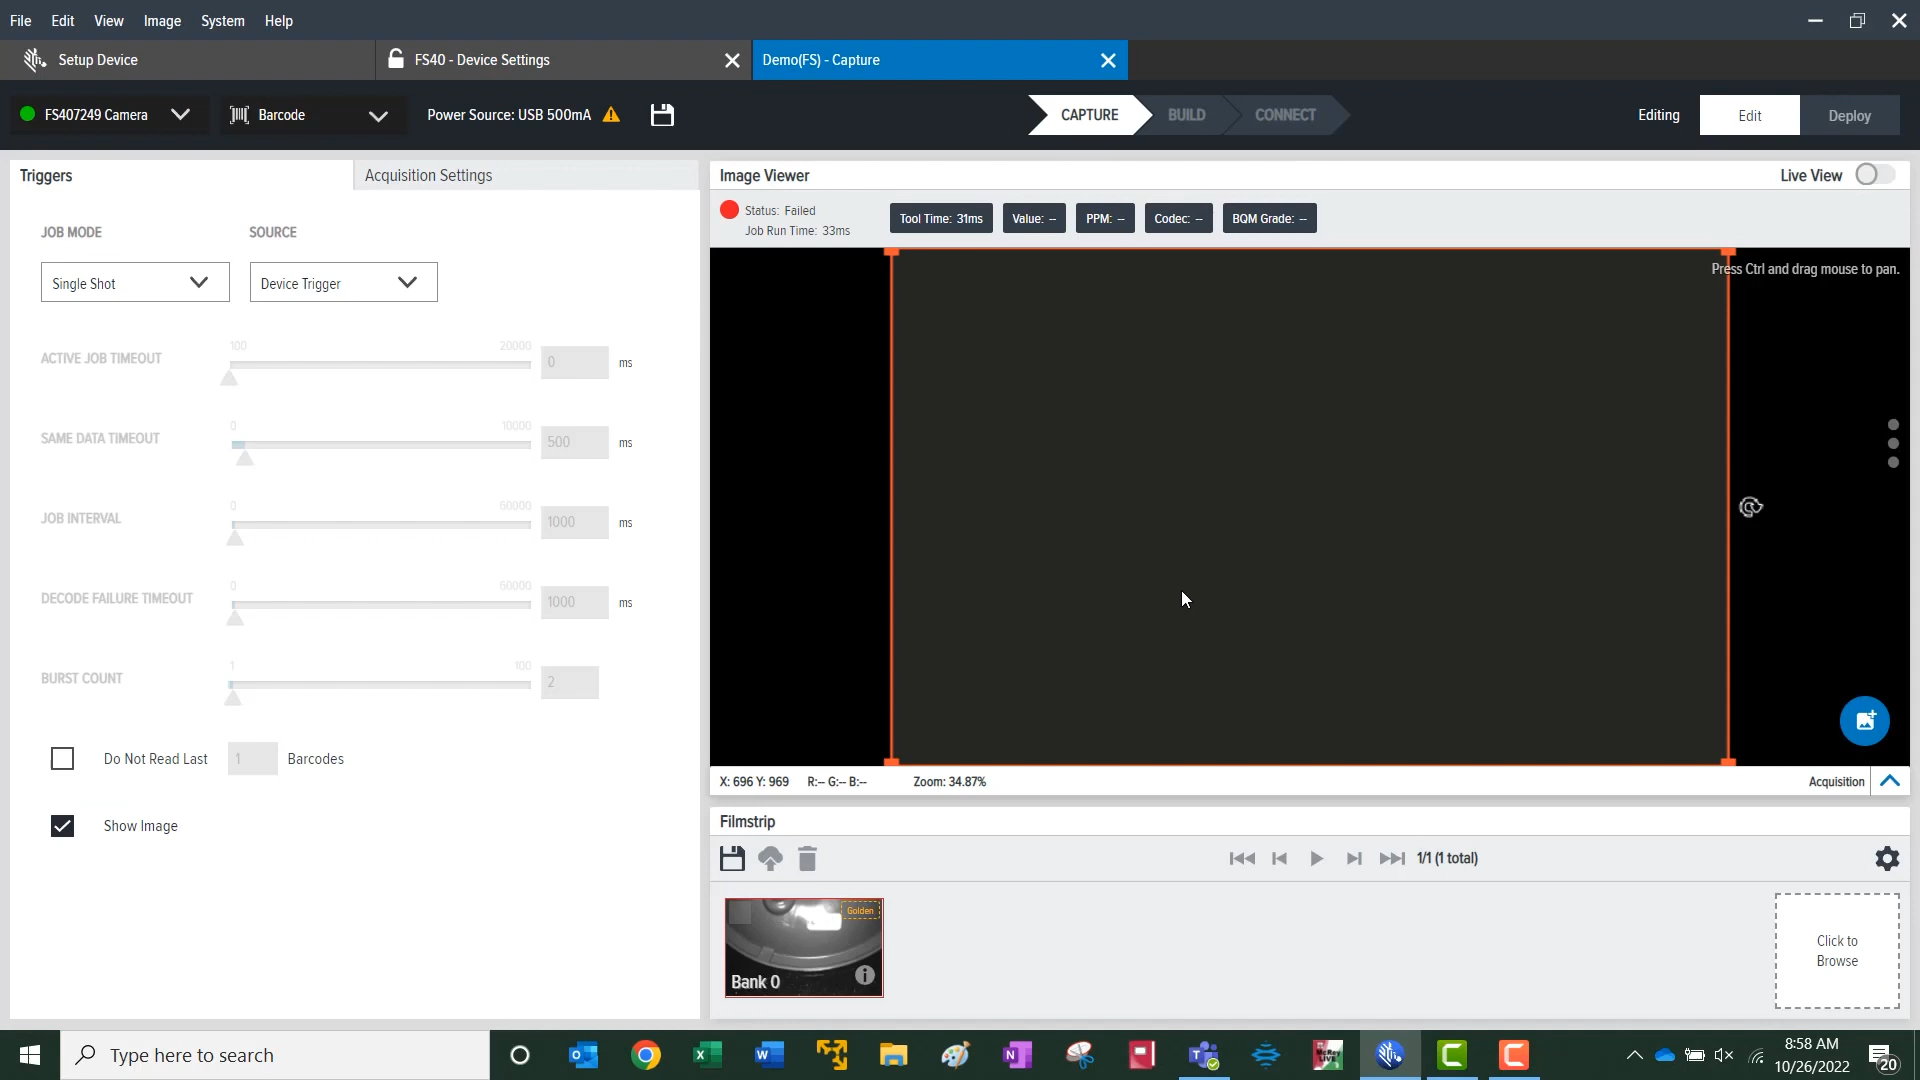 File Edit View Image System Help
Setup Device
FS40 - Device Settings
Demo(FS) - Capture
FS407249 Camera
Barcode
Power Source: USB 500mA
CAPTURE
BUILD
CONNECT
Editing
Edit
Deploy
Triggers
Acquisition Settings
JOB MODE
SOURCE
Single Shot
Device Trigger
ACTIVE JOB TIMEOUT
100
20000
0
ms
SAME DATA TIMEOUT
0
10000
500
ms
JOB INTERVAL
0
60000
1000
ms
DECODE FAILURE TIMEOUT
0
60000
1000
ms
BURST COUNT
1
100
2
Do Not Read Last
1
Barcodes
Show Image
Image Viewer
Live View
Status: Failed
Job Run Time: 33ms
Tool Time: 31ms
Value: --
PPM: --
Codec: --
BQM Grade: --
Press Ctrl and drag mouse to pan.
X: 696 Y: 969
R:-- G:-- B:--
Zoom: 34.87%
Acquisition
Filmstrip
1/1 (1 total)
Golden
Bank 0
Click to
Browse
Type here to search
8:58 AM
10/26/2022
20